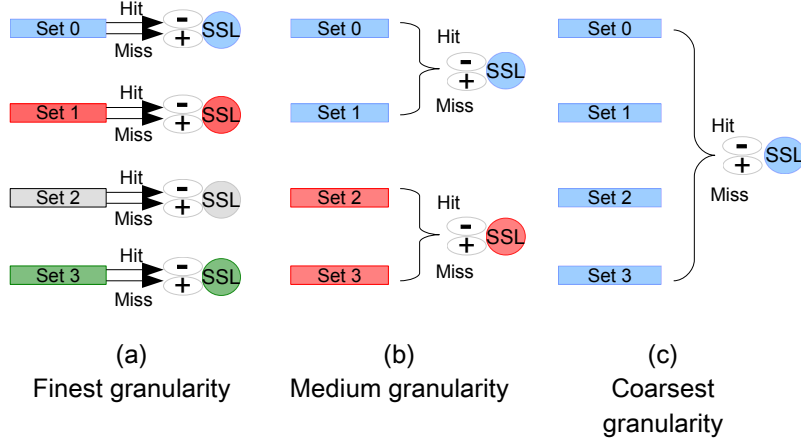 Set 0 Hit - SSL
Miss +
Set 1 Hit - SSL
Miss +
Set 2 Hit - SSL
Miss +
Set 3 Hit - SSL
Miss +
(a)
Finest granularity
Set 0
Hit
- SSL
+
Miss
Set 1
Set 2
Hit
- SSL
+
Miss
Set 3
(b)
Medium granularity
Set 0
Set 1
Hit
- SSL
+
Miss
Set 2
Set 3
(c)
Coarsest
granularity